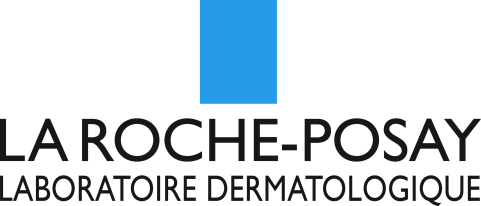 LA ROCHE-POSAY
LABORATOIRE DERMATOLOGIQUE